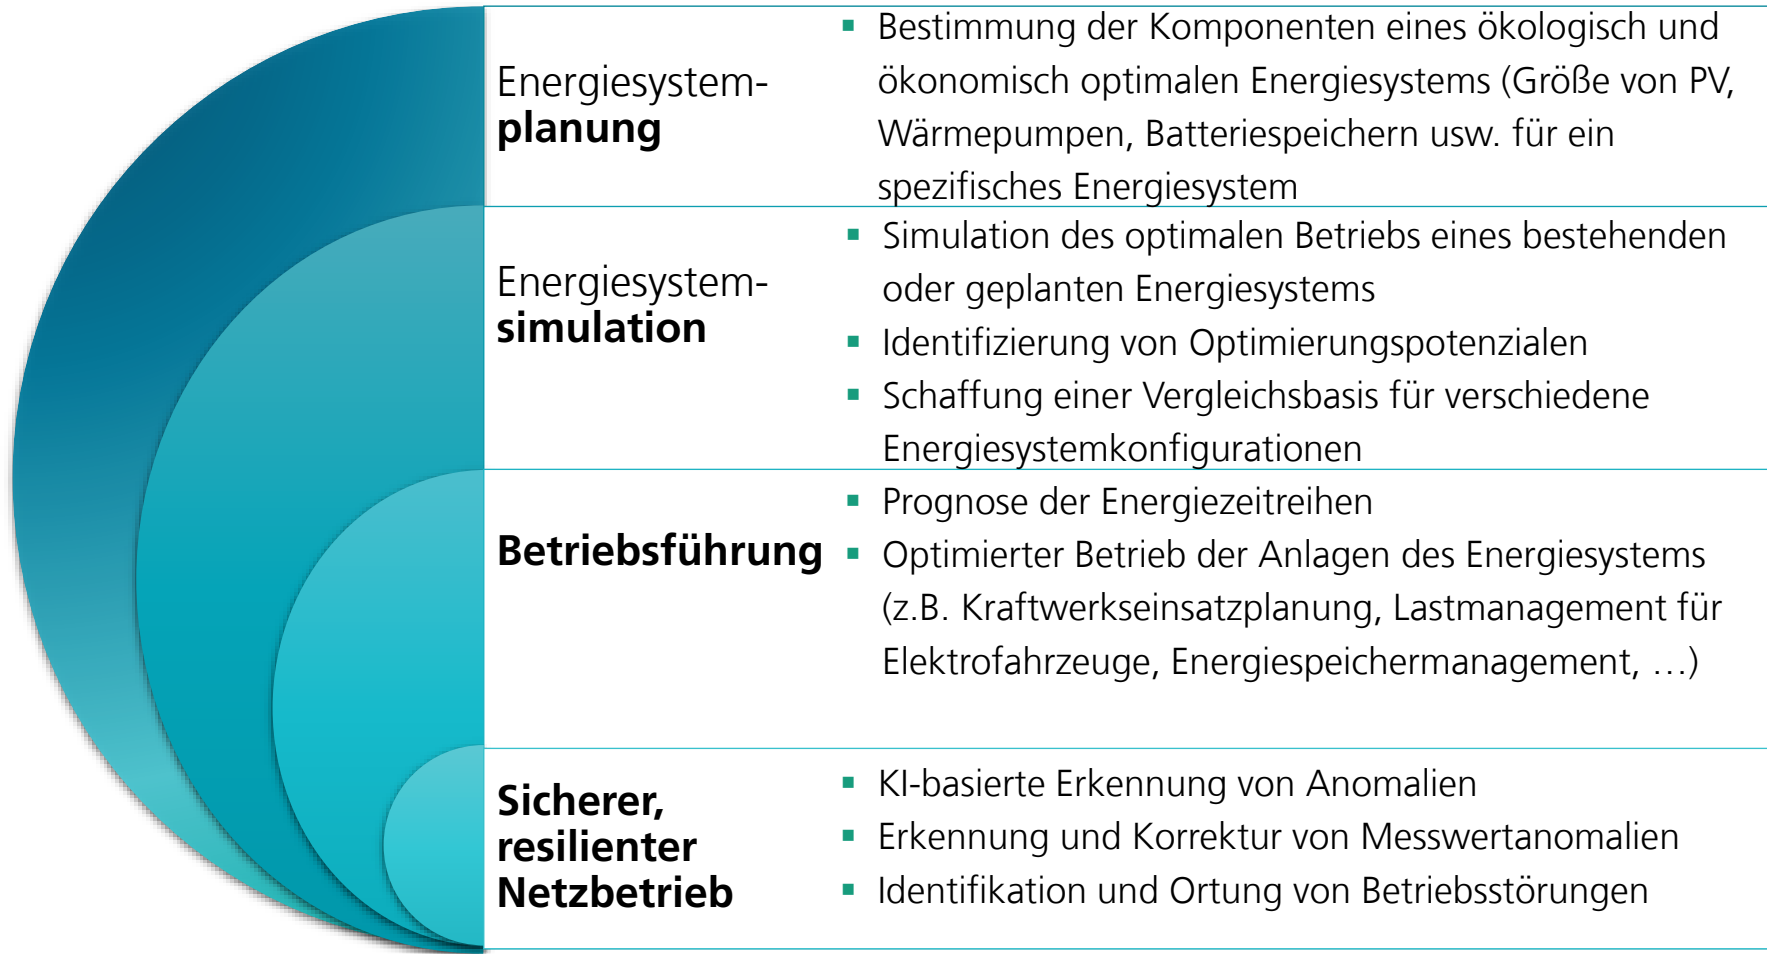 Energiesystem-
planung
▪ Bestimmung der Komponenten eines ökologisch und
ökonomisch optimalen Energiesystems (Größe von PV,
Wärmepumpen, Batteriespeichern usw. für ein
spezifisches Energiesystem
Energiesystem-
simulation
▪ Simulation des optimalen Betriebs eines bestehenden
oder geplanten Energiesystems
▪ Identifizierung von Optimierungspotenzialen
▪ Schaffung einer Vergleichsbasis für verschiedene
Energiesystemkonfigurationen
Betriebsführung
▪ Prognose der Energiezeitreihen
▪ Optimierter Betrieb der Anlagen des Energiesystems
(z.B. Kraftwerkseinsatzplanung, Lastmanagement für
Elektrofahrzeuge, Energiespeichermanagement, …)
Sicherer,
resilienter
Netzbetrieb
▪ KI-basierte Erkennung von Anomalien
▪ Erkennung und Korrektur von Messwertanomalien
▪ Identifikation und Ortung von Betriebsstörungen